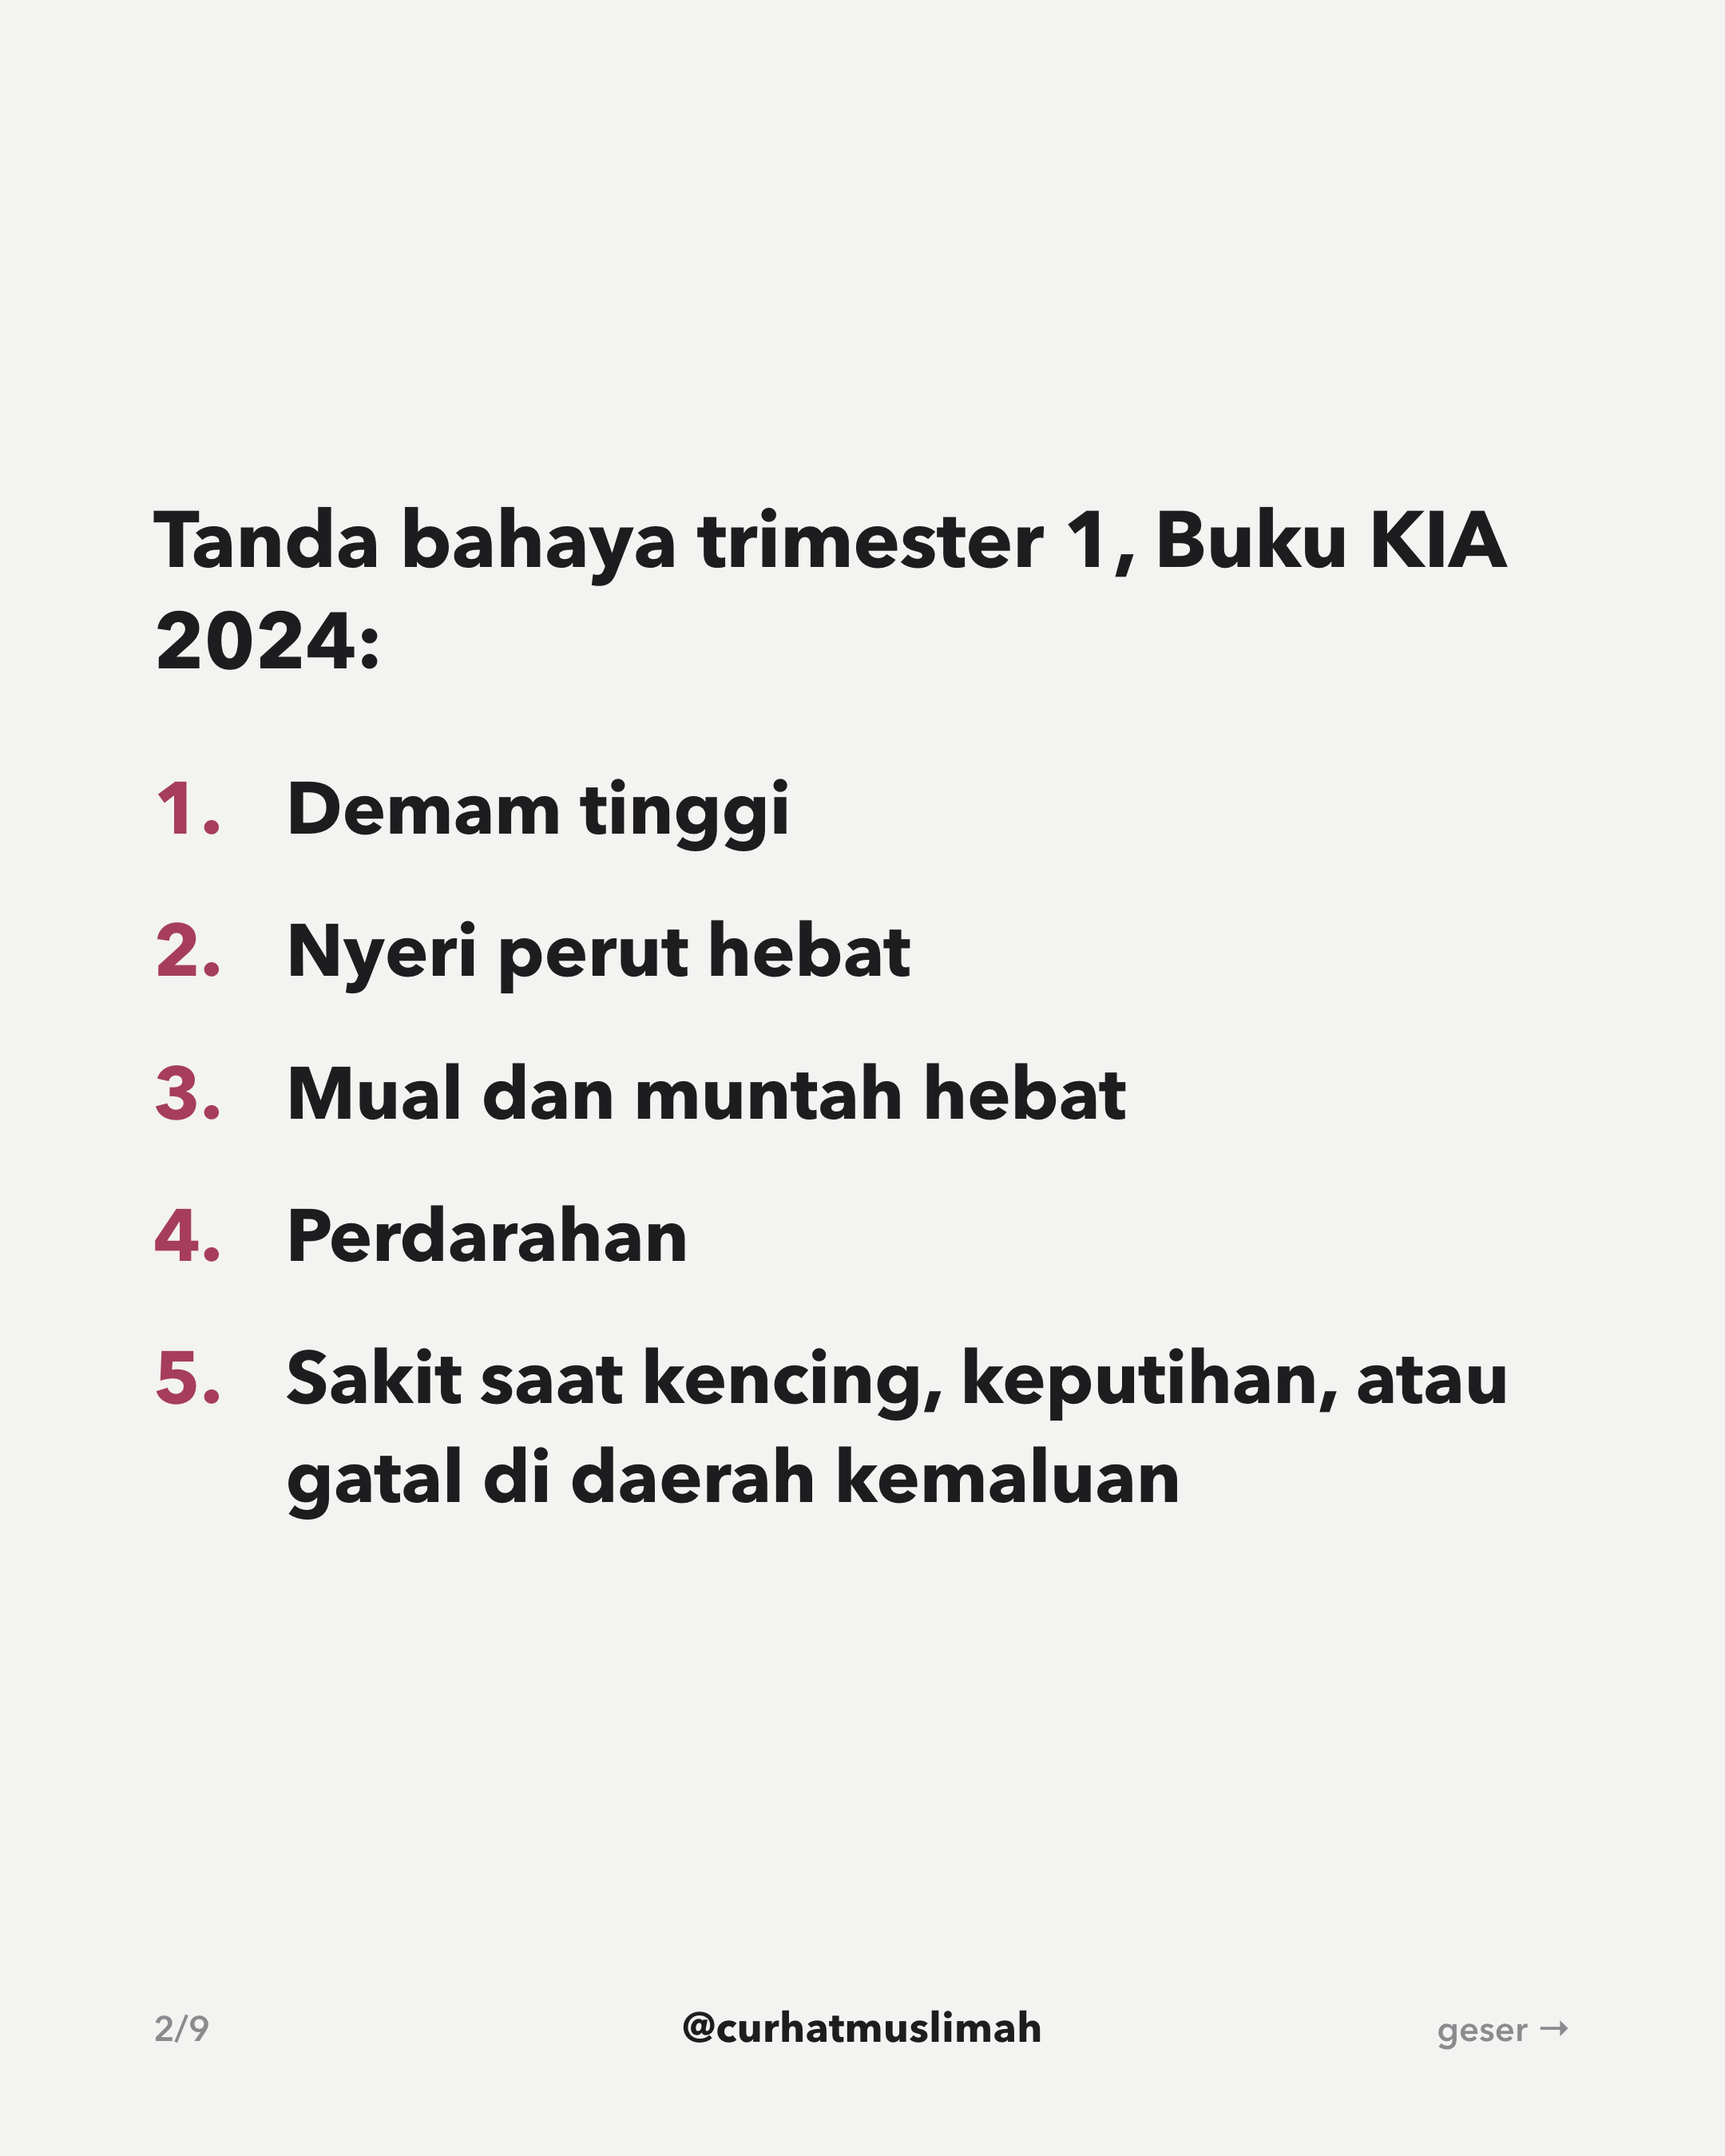 Tanda bahaya trimester 1, Buku KIA
2024:
1. Demam tinggi
2. Nyeri perut hebat
3. Mual dan muntah hebat
4. Perdarahan
5. Sakit saat kencing, keputihan, atau
gatal di daerah kemaluan
2/9 @curhatmuslimah geser →